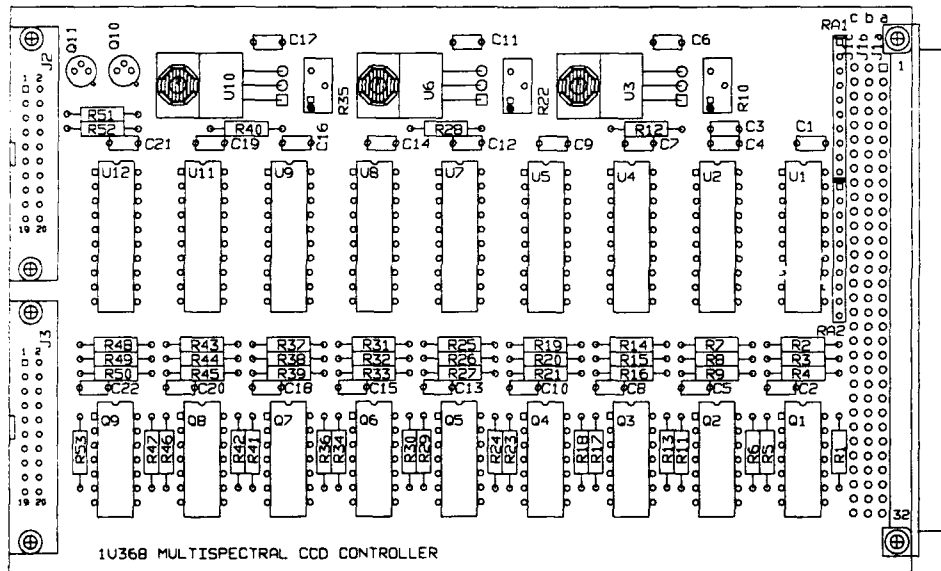 RA1 c b a
Q11 Q10 C17 C11 C6 J1c J1b J1a
J2 1
1 2 U10 R35 U6 R22 U3 R10
R51
R52 R40 C16 R28 R12 C3 C1
C21 C19 C14 C12 C9 C7 C4
U12 U11 U9 U8 U7 U5 U4 U2 U1
19 20
J3 RA2
1 2 R48 R43 R37 R31 R25 R19 R14 R7 R2
R49 R44 R38 R32 R26 R20 R15 R8 R3
R50 R45 R39 R33 R27 R21 R16 R9 R4
C22 C20 C18 C15 C13 C10 C8 C5 C2
Q9 Q8 Q7 Q6 Q5 Q4 Q3 Q2 Q1
R53 R47 R46 R42 R41 R36 R34 R30 R29 R24 R23 R18 R17 R13 R11 R6 R5 R1
19 20 32
1U368 MULTISPECTRAL CCD CONTROLLER